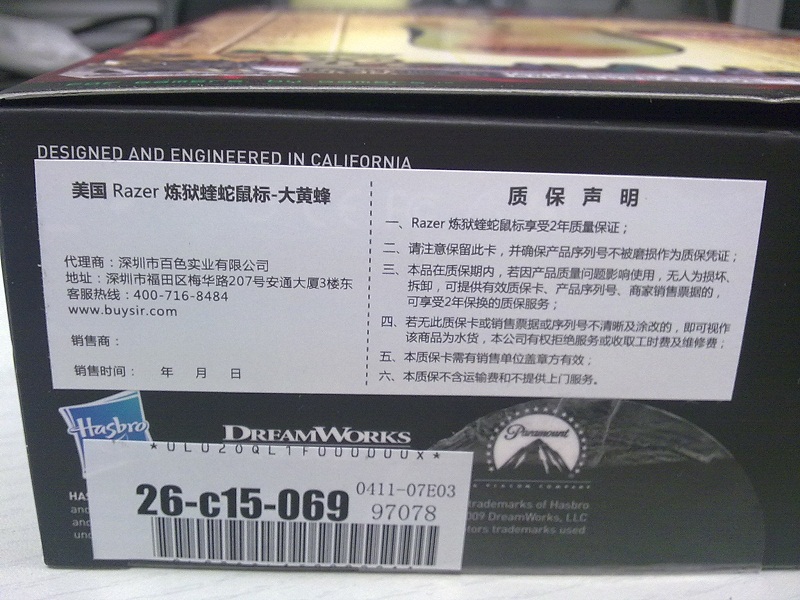 DESIGNED AND ENGINEERED IN CALIFORNIA
美国 Razer 炼狱蝰蛇鼠标-大黄蜂
代理商：深圳市百色实业有限公司
地址：深圳市福田区梅华路207号安通大厦3楼东
客服热线：400-716-8484
www.buysir.com
销售商：
销售时间： 年 月 日
质保声明
一、Razer 炼狱蝰蛇鼠标享受2年质量保证；
二、请注意保留此卡，并确保产品序列号不被磨损作为质保凭证；
三、本品在质保期内，若因产品质量问题影响使用，无人为损坏、
拆卸，可提供有效质保卡、产品序列号、商家销售票据的，
可享受2年保换的质保服务；
四、若无此质保卡或销售票据或序列号不清晰及涂改的，即可视作
该商品为水货，本公司有权拒绝服务或收取工时费及维修费；
五、本质保卡需有销售单位盖章方有效；
六、本质保不含运输费和不提供上门服务。
Hasbro
DREAMWORKS
Paramount
26-c15-069
0411-07E03
97078
trademarks of Hasbro
DreamWorks, LLC
trademarks used